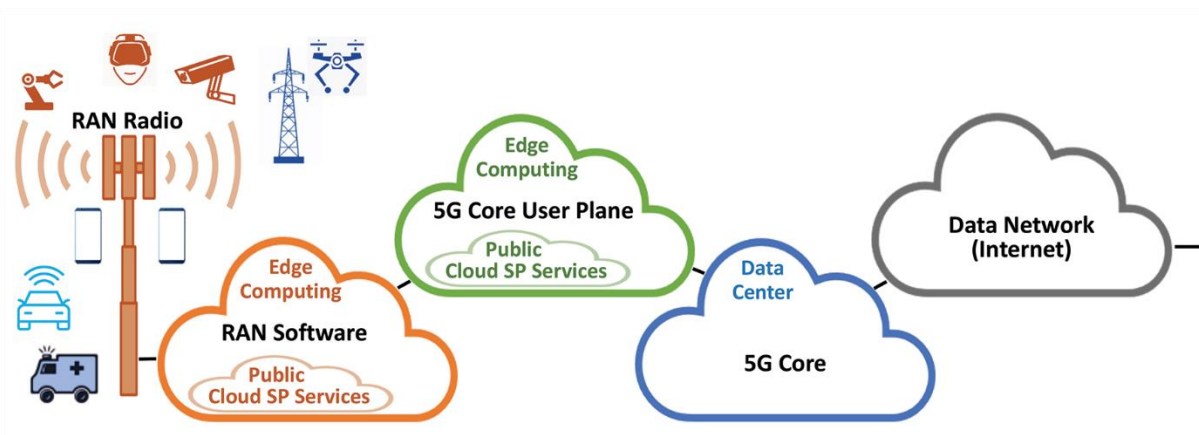 RAN Radio
Edge
Computing
RAN Software
Public
Cloud SP Services
Edge
Computing
5G Core User Plane
Public
Cloud SP Services
Data
Center
5G Core
Data Network
(Internet)